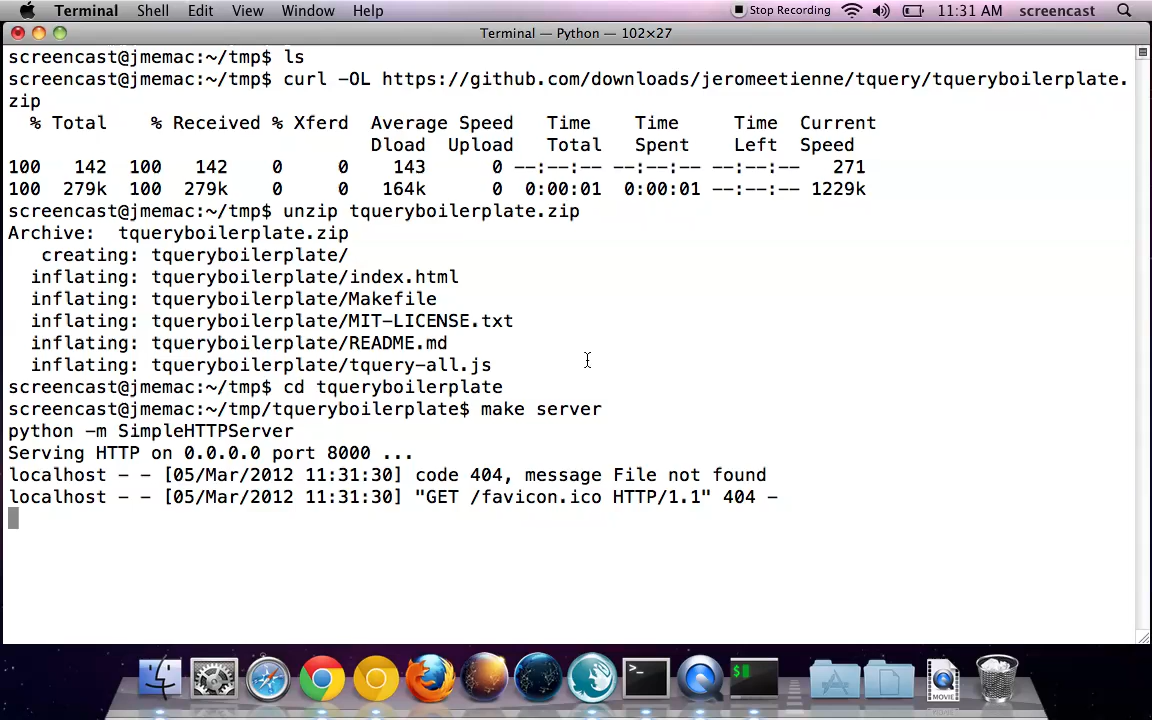 Terminal Shell Edit View Window Help Stop Recording 11:31 AM screencast
Terminal — Python — 102×27
screencast@jmemac:~/tmp$ ls
screencast@jmemac:~/tmp$ curl -OL https://github.com/downloads/jeromeetienne/tquery/tqueryboilerplate.
zip
% Total % Received % Xferd Average Speed Time Time Time Current
Dload Upload Total Spent Left Speed
100 142 100 142 0 0 143 0 --:--:-- --:--:-- --:--:-- 271
100 279k 100 279k 0 0 164k 0 0:00:01 0:00:01 --:--:-- 1229k
screencast@jmemac:~/tmp$ unzip tqueryboilerplate.zip
Archive: tqueryboilerplate.zip
creating: tqueryboilerplate/
inflating: tqueryboilerplate/index.html
inflating: tqueryboilerplate/Makefile
inflating: tqueryboilerplate/MIT-LICENSE.txt
inflating: tqueryboilerplate/README.md
inflating: tqueryboilerplate/tquery-all.js
screencast@jmemac:~/tmp$ cd tqueryboilerplate
screencast@jmemac:~/tmp/tqueryboilerplate$ make server
python -m SimpleHTTPServer
Serving HTTP on 0.0.0.0 port 8000 ...
localhost - - [05/Mar/2012 11:31:30] code 404, message File not found
localhost - - [05/Mar/2012 11:31:30] "GET /favicon.ico HTTP/1.1" 404 -
>_ $ MOVIE